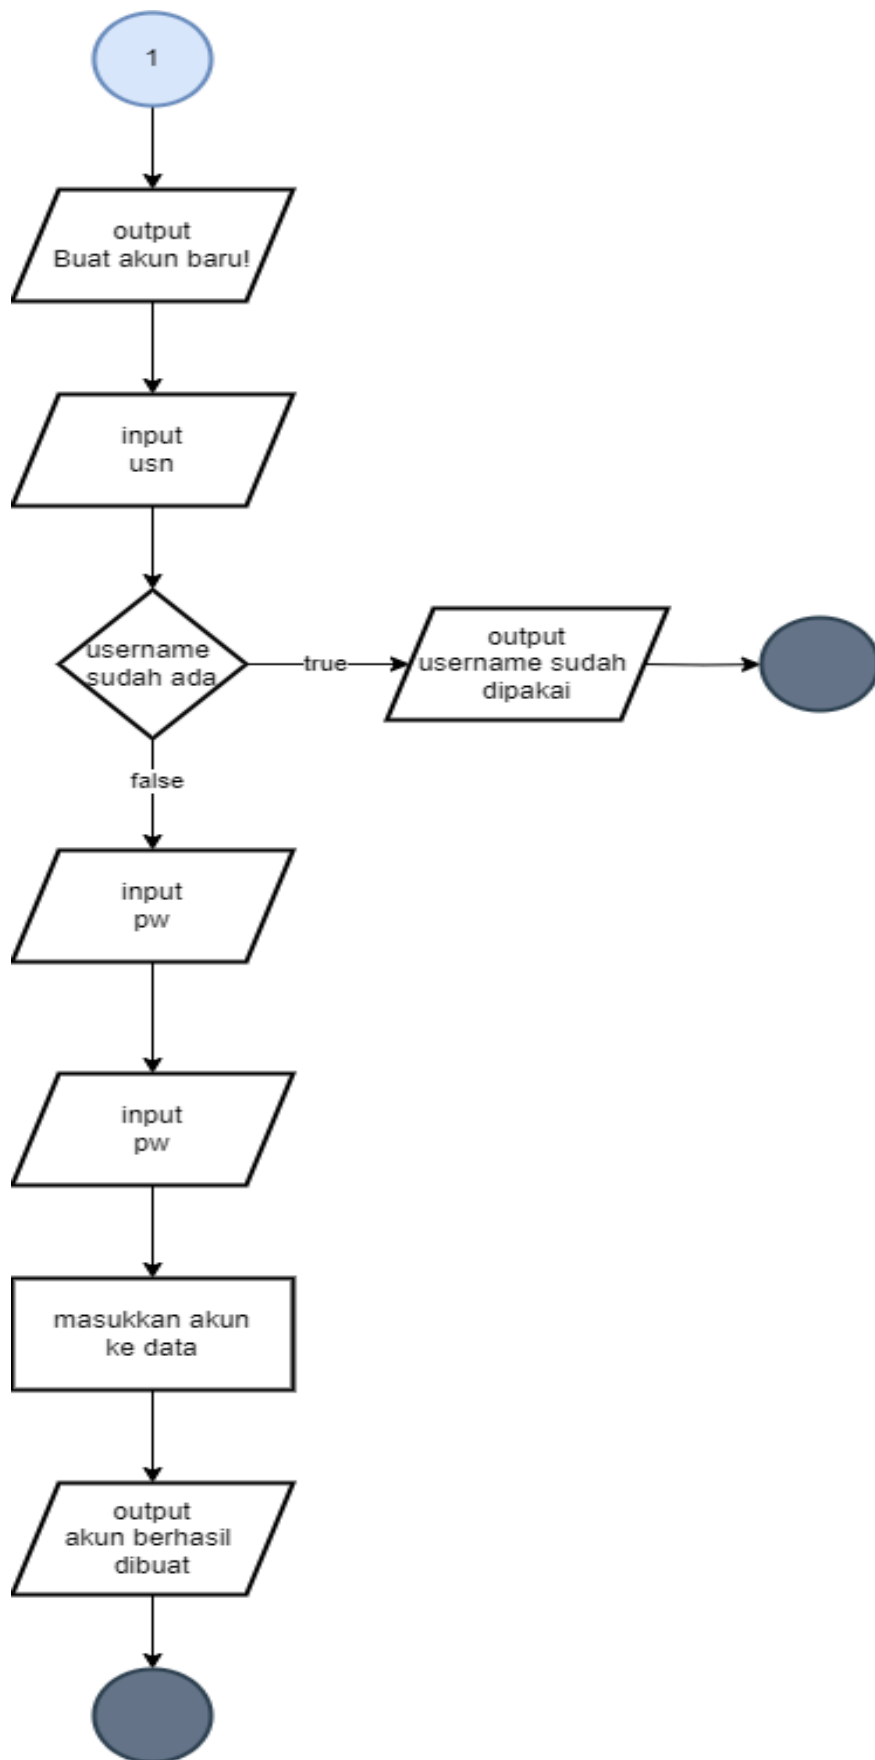 1
output
Buat akun baru!
input
usn
username
sudah ada
true
output
username sudah
dipakai
false
input
pw
input
pw
masukkan akun
ke data
output
akun berhasil
dibuat